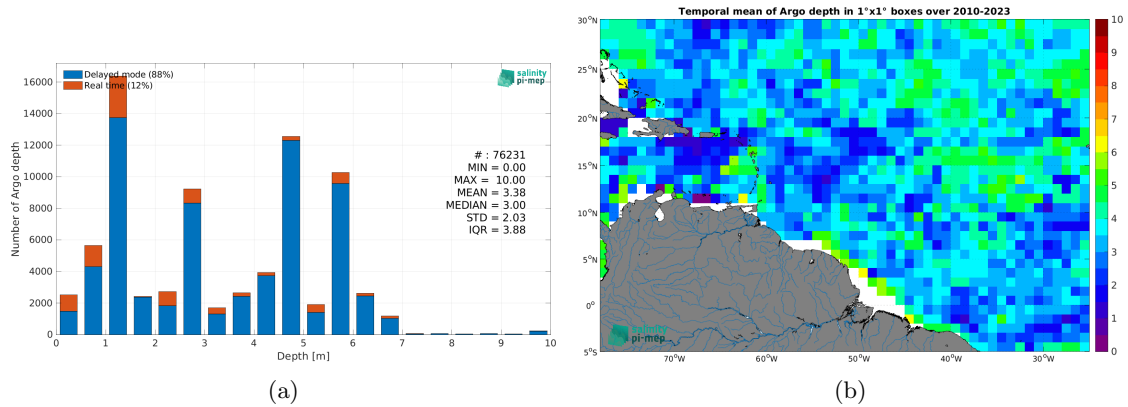 Delayed mode (88%)
Real time (12%)
salinity
pi-mep
16000
14000
12000
10000
8000
6000
4000
2000
0
Number of Argo depth
# : 76231
MIN = 0.00
MAX = 10.00
MEAN = 3.38
MEDIAN = 3.00
STD = 2.03
IQR = 3.88
0 1 2 3 4 5 6 7 8 9 10
Depth [m]
(a)
Temporal mean of Argo depth in 1°x1° boxes over 2010-2023
30°N
25°N
20°N
15°N
10°N
5°N
0°
5°S
70°W 60°W 50°W 40°W 30°W
salinity
pi-mep
10
9
8
7
6
5
4
3
2
1
0
(b)